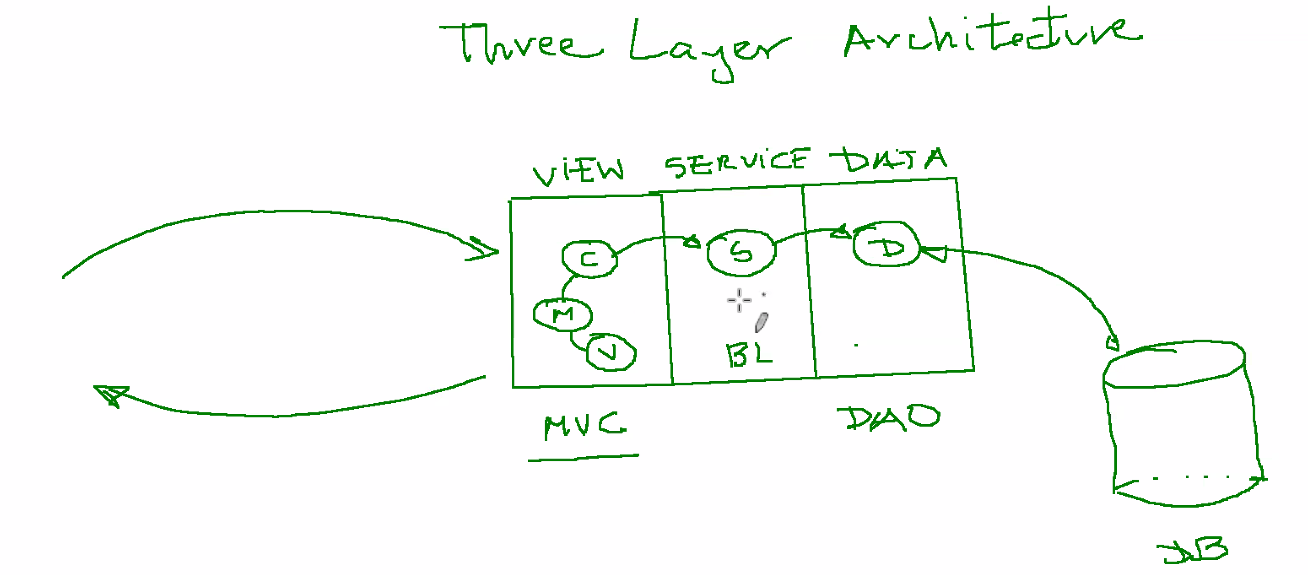 Three Layer Architecture
VIEW SERVICE DATA
C S D
M
V
BL
MVC DAO
DB